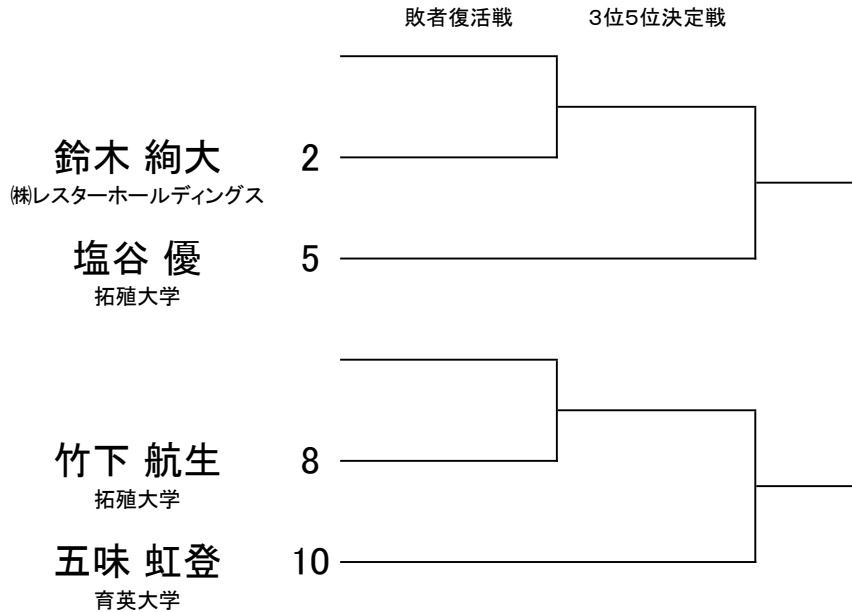 敗者復活戦 3位5位決定戦
鈴木 絢大 2
㈱レスターホールディングス
塩谷 優 5
拓殖大学
竹下 航生 8
拓殖大学
五味 虹登 10
育英大学